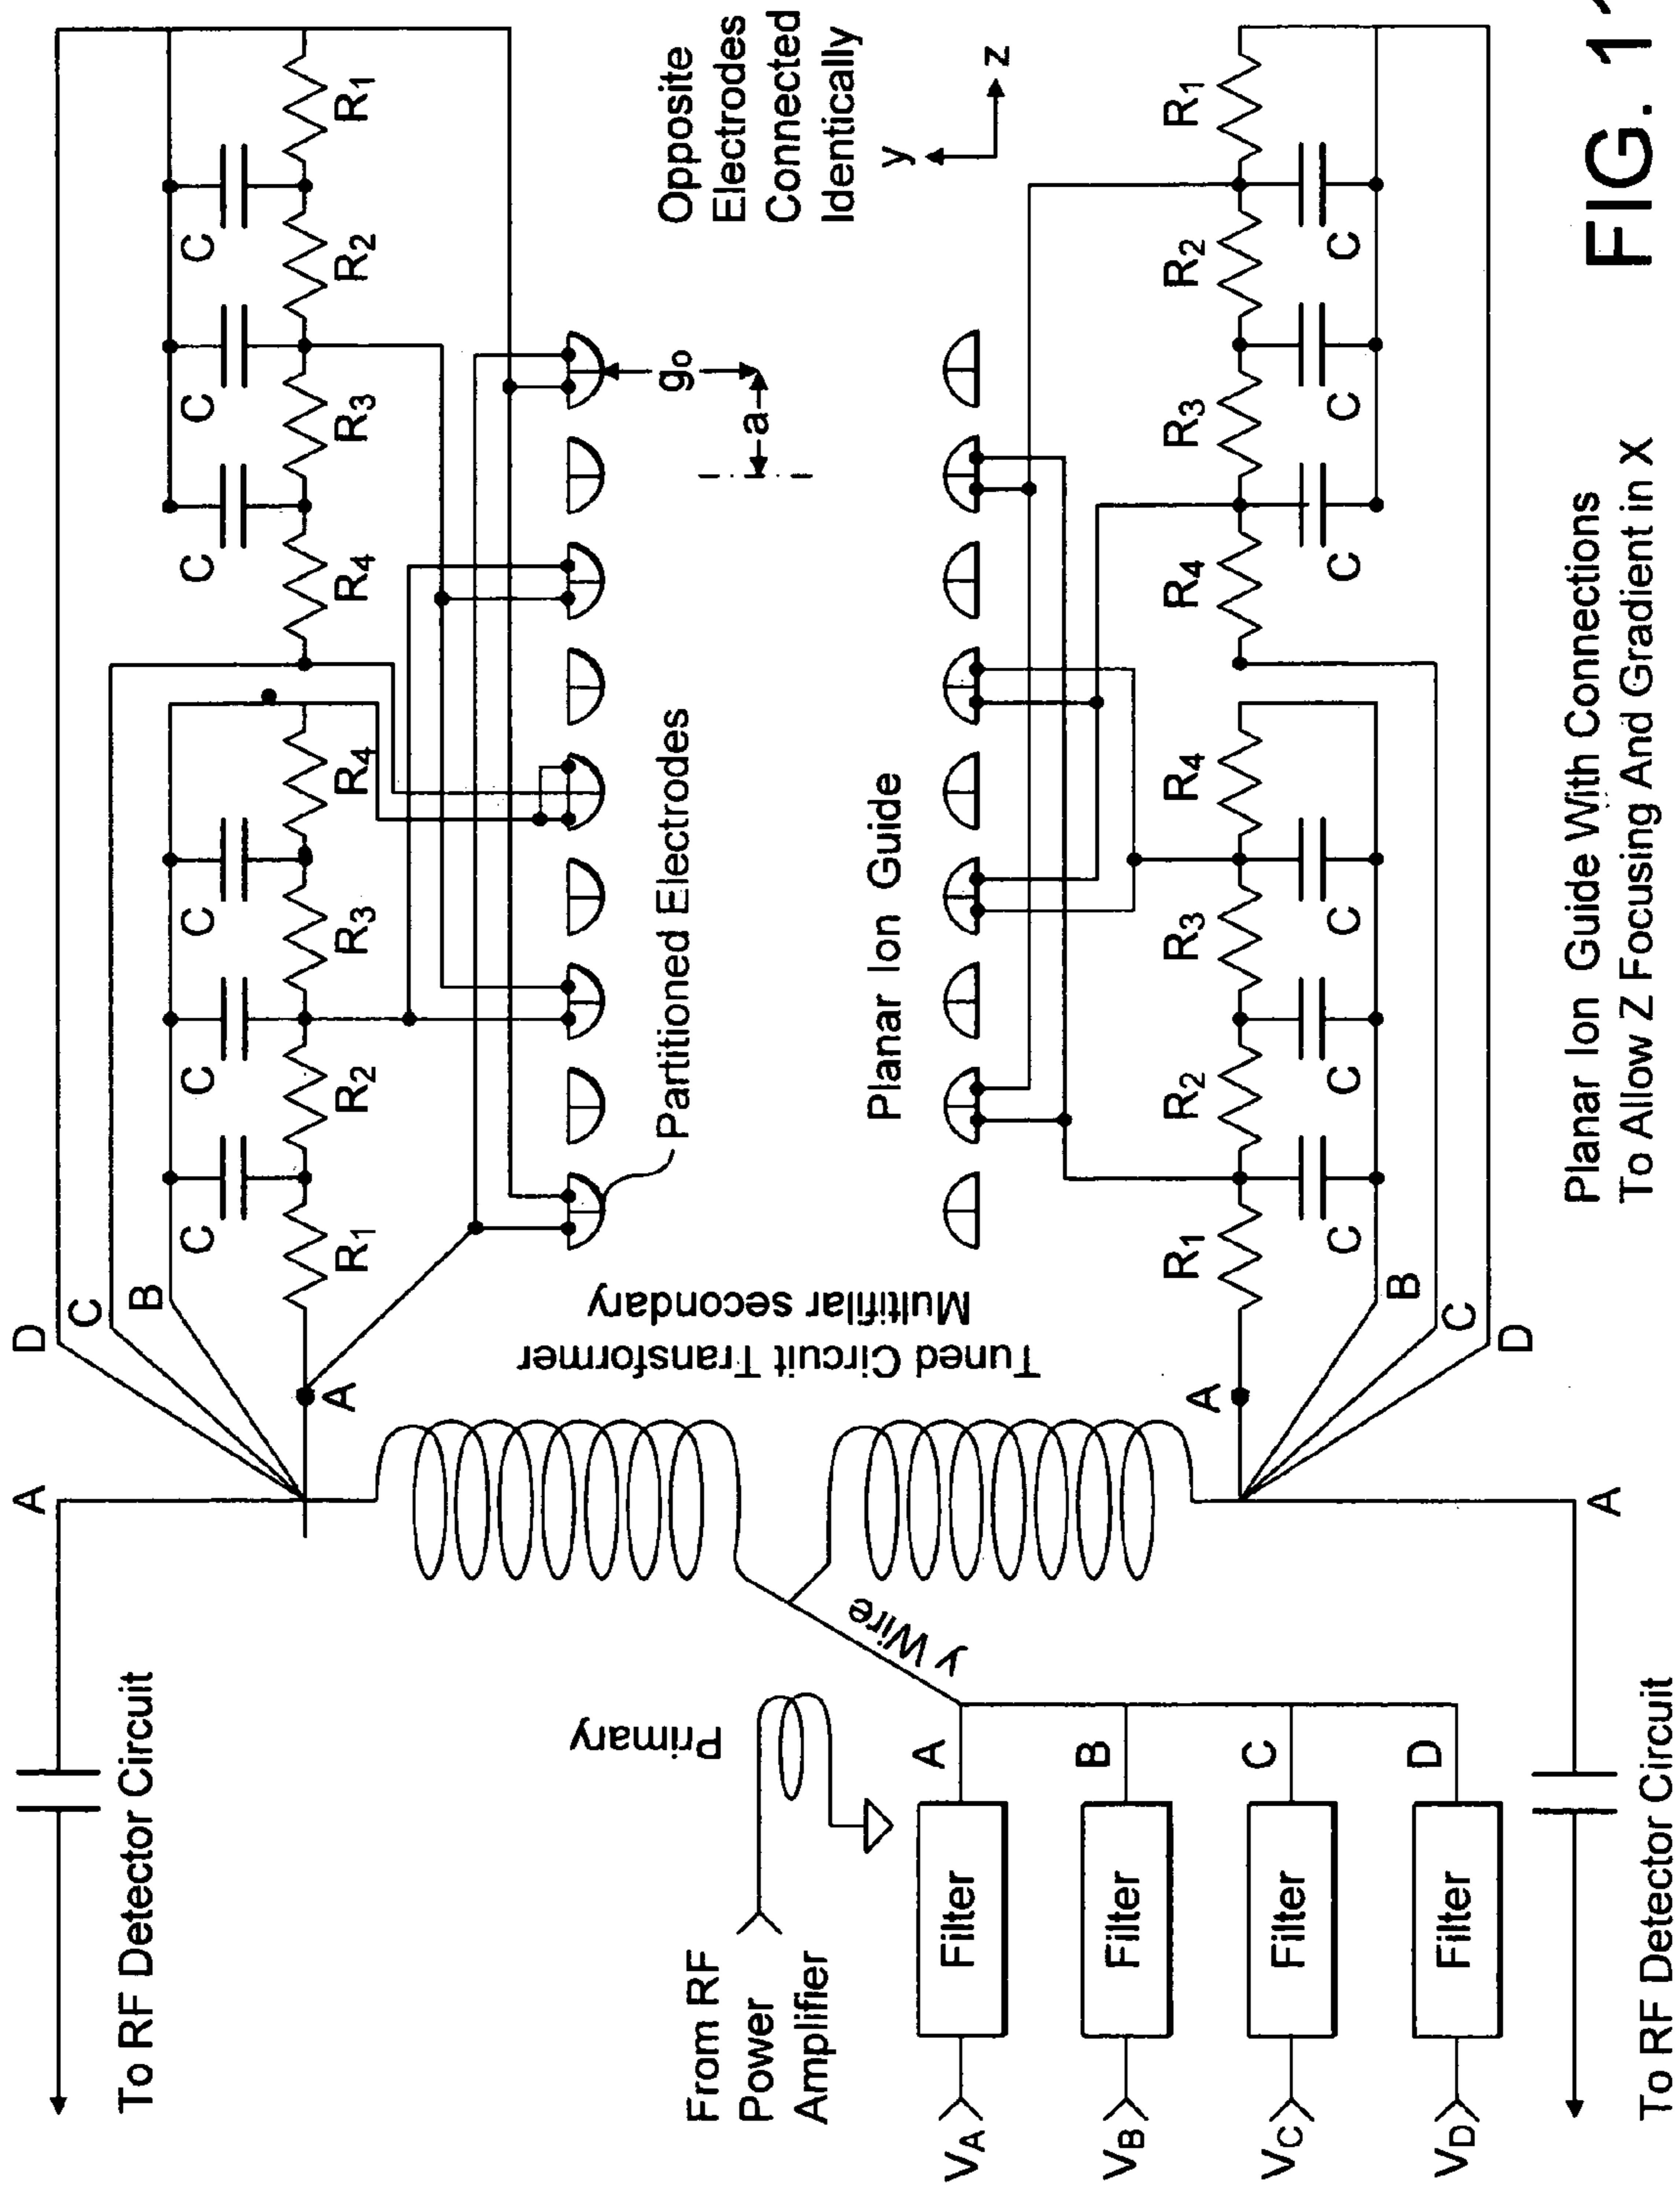 To RF Detector Circuit
A
D
C
B
A
C
C
C
C
C
C
R1
R2
R3
R4
R4
R3
R2
R1
Tuned Circuit Transformer
Multifilar secondary
Partitioned Electrodes
g0
a
Opposite
Electrodes
Connected
Identically
y
z
From RF
Power
Amplifier
Primary
y Wire
Planar Ion Guide
VA
Filter
A
VB
Filter
B
VC
Filter
C
VD
Filter
D
A
R1
R2
R3
R4
R4
R3
R2
R1
C
C
C
C
C
C
B
C
D
A
To RF Detector Circuit
Planar Ion Guide With Connections
To Allow Z Focusing And Gradient in X
FIG. 11